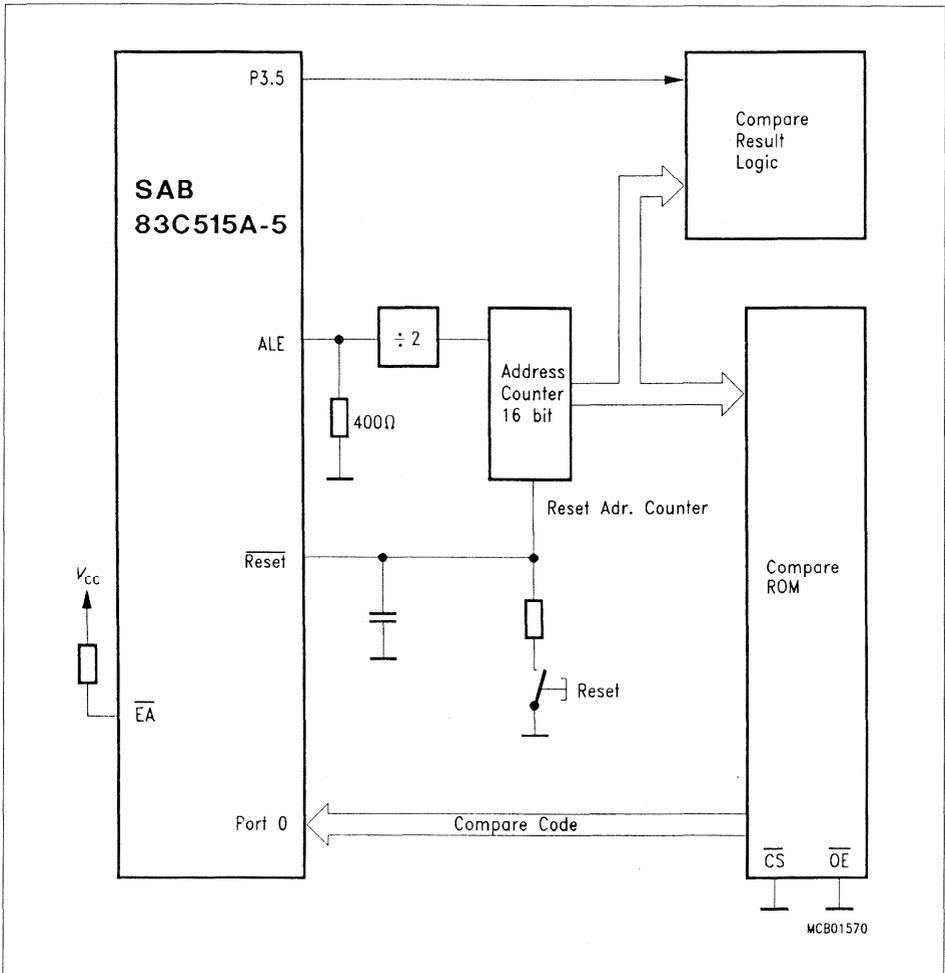 P3.5
Compare
Result
Logic
SAB
83C515A-5
ALE
÷ 2
Address
Counter
16 bit
400Ω
Reset Adr. Counter
Reset
Compare
ROM
VCC
Reset
EA
Port 0
Compare Code
CS
OE
MCB01570